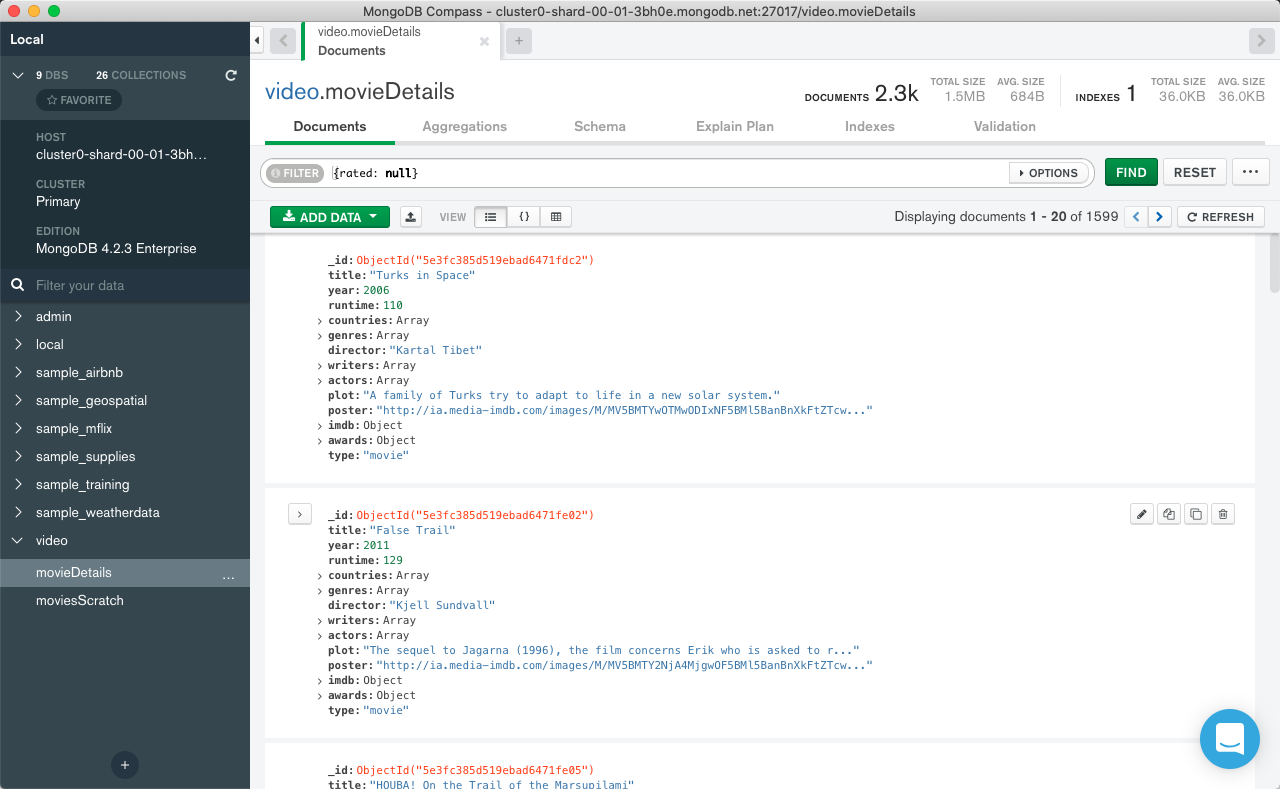 MongoDB Compass - cluster0-shard-00-01-3bh0e.mongodb.net:27017/video.movieDetails
Local
9 DBS 26 COLLECTIONS
FAVORITE
HOST
cluster0-shard-00-01-3bh...
CLUSTER
Primary
EDITION
MongoDB 4.2.3 Enterprise
Filter your data
admin
local
sample_airbnb
sample_geospatial
sample_mflix
sample_supplies
sample_training
sample_weatherdata
video
movieDetails ...
moviesScratch
+
video.movieDetails
Documents
+
video.movieDetails
DOCUMENTS 2.3k
TOTAL SIZE 1.5MB
AVG. SIZE 684B
INDEXES 1
TOTAL SIZE 36.0KB
AVG. SIZE 36.0KB
Documents Aggregations Schema Explain Plan Indexes Validation
FILTER {rated: null} OPTIONS FIND RESET ...
ADD DATA VIEW {} Displaying documents 1 - 20 of 1599 < > REFRESH
_id: ObjectId("5e3fc385d519ebad6471fdc2")
title: "Turks in Space"
year: 2006
runtime: 110
> countries: Array
> genres: Array
director: "Kartal Tibet"
> writers: Array
> actors: Array
plot: "A family of Turks try to adapt to life in a new solar system."
poster: "http://ia.media-imdb.com/images/M/MV5BMTYwOTMwODIxNF5BMl5BanBnXkFtZTcw..."
> imdb: Object
> awards: Object
type: "movie"
_id: ObjectId("5e3fc385d519ebad6471fe02")
title: "False Trail"
year: 2011
runtime: 129
> countries: Array
> genres: Array
director: "Kjell Sundvall"
> writers: Array
> actors: Array
plot: "The sequel to Jagarna (1996), the film concerns Erik who is asked to r..."
poster: "http://ia.media-imdb.com/images/M/MV5BMTY2NjA4MjgwOF5BMl5BanBnXkFtZTcw..."
> imdb: Object
> awards: Object
type: "movie"
_id: ObjectId("5e3fc385d519ebad6471fe05")
title: "HOUBA! On the Trail of the Marsupilami"